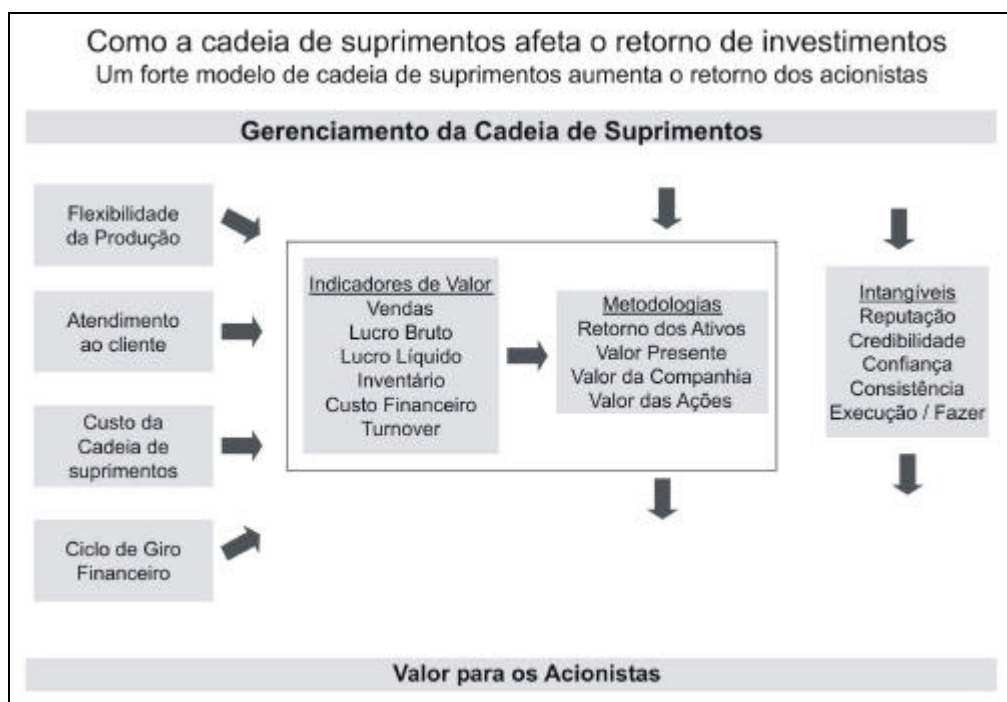 Como a cadeia de suprimentos afeta o retorno de investimentos
Um forte modelo de cadeia de suprimentos aumenta o retorno dos acionistas
Gerenciamento da Cadeia de Suprimentos
Flexibilidade
da Produção
Atendimento
ao cliente
Custo da
Cadeia de
suprimentos
Ciclo de Giro
Financeiro
Indicadores de Valor
Vendas
Lucro Bruto
Lucro Líquido
Inventário
Custo Financeiro
Turnover
Metodologias
Retorno dos Ativos
Valor Presente
Valor da Companhia
Valor das Ações
Intangíveis
Reputação
Credibilidade
Confiança
Consistência
Execução / Fazer
Valor para os Acionistas